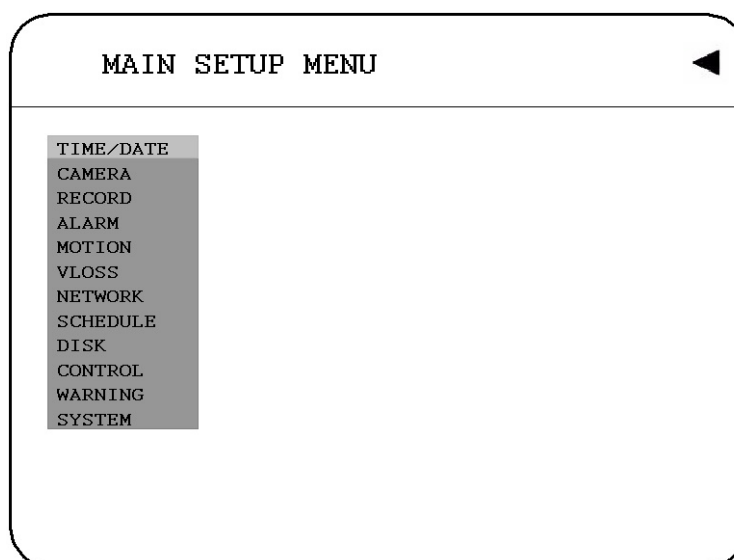 MAIN SETUP MENU
TIME/DATE
CAMERA
RECORD
ALARM
MOTION
VLOSS
NETWORK
SCHEDULE
DISK
CONTROL
WARNING
SYSTEM